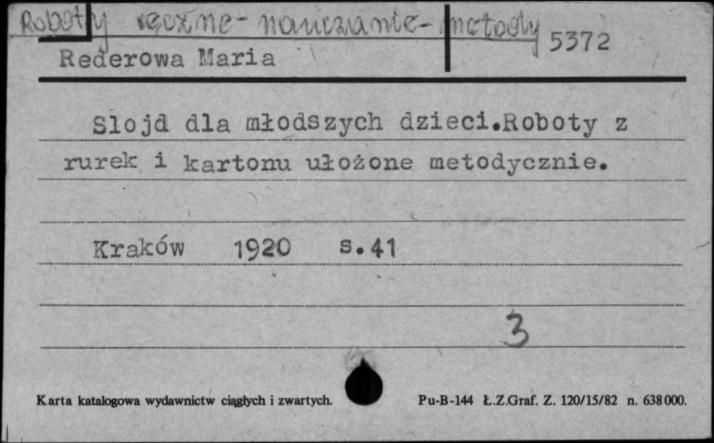 Roboty ręczne - nauczanie - metody
5372
Rederowa Maria
Slojd dla młodszych dzieci.Roboty z
rurek i kartonu ułożone metodycznie.
Kraków 1920 s.41
3
Karta katalogowa wydawnictw ciągłych i zwartych. Pu-B-144 Ł.Z.Graf. Z. 120/15/82 n. 638000.